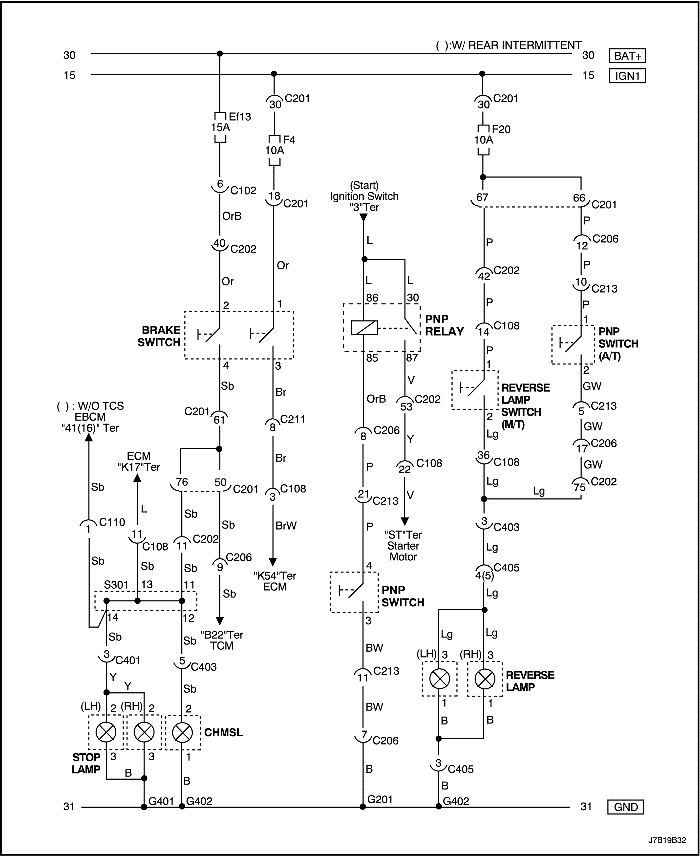 ( ):W/ REAR INTERMITTENT
30 30 BAT+
15 15 IGN1
30 C201 30 C201
Ef13
15A
F4
10A
F20
10A
6 C102
18 C201
(Start)
Ignition Switch
"3"Ter
67 66 C201
OrB
L
P P
40 C202
12 C206
Or Or
L L
42 C202
10 C213
P P
2 1
86 30
BRAKE
SWITCH
PNP
RELAY
14 C108
1
PNP
SWITCH
(A/T)
4 3
85 87
P
1
2
Sb Br
OrB V
REVERSE
LAMP
SWITCH
(M/T)
GW
( ) : W/O TCS
EBCM
"41(16)" Ter
C201 61
8 C211
53 C202
2
5 C213
8 C206
Y
Lg
GW
ECM
"K17"Ter
Br
P
22 C108
36 C108
17 C206
GW
76 50 C201
3 C108
21 C213
V
Lg
Lg
75 C202
Sb L Sb Sb
BrW
P
"ST"Ter
Starter
Motor
3 C403
1 C110
11 C108
11 C202
9 C206
Lg
Sb Sb Sb Sb
"K54"Ter
ECM
4
PNP
SWITCH
3
4(5) C405
S301 13 11
14 12
Lg
Sb Sb
"B22"Ter
TCM
BW
Lg Lg
3 C401
5 C403
11 C213
(LH) 3 (RH) 3
REVERSE
LAMP
Y Y
Sb
BW
1 1
(LH) 2 (RH) 2 2
CHMSL
B B
STOP
LAMP
3 3 1
7 C206
3 C405
B B
B
B
31 G401 G402 G201 G402 31 GND
J7B19B32